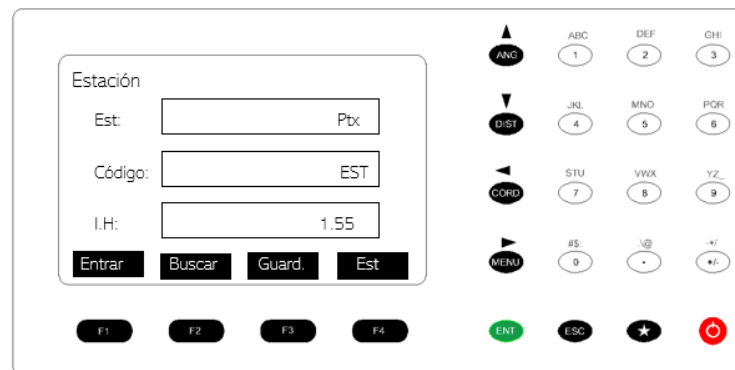 Estación
Est: Ptx
Código: EST
I.H: 1.55
Entrar Buscar Guard. Est
F1 F2 F3 F4
ABC DEF GHI
ANG 1 2 3
JKL MNO PQR
DIST 4 5 6
STU VWX YZ_
CORD 7 8 9
#$: .\@ -+/
MENU 0 . +/-
ENT ESC